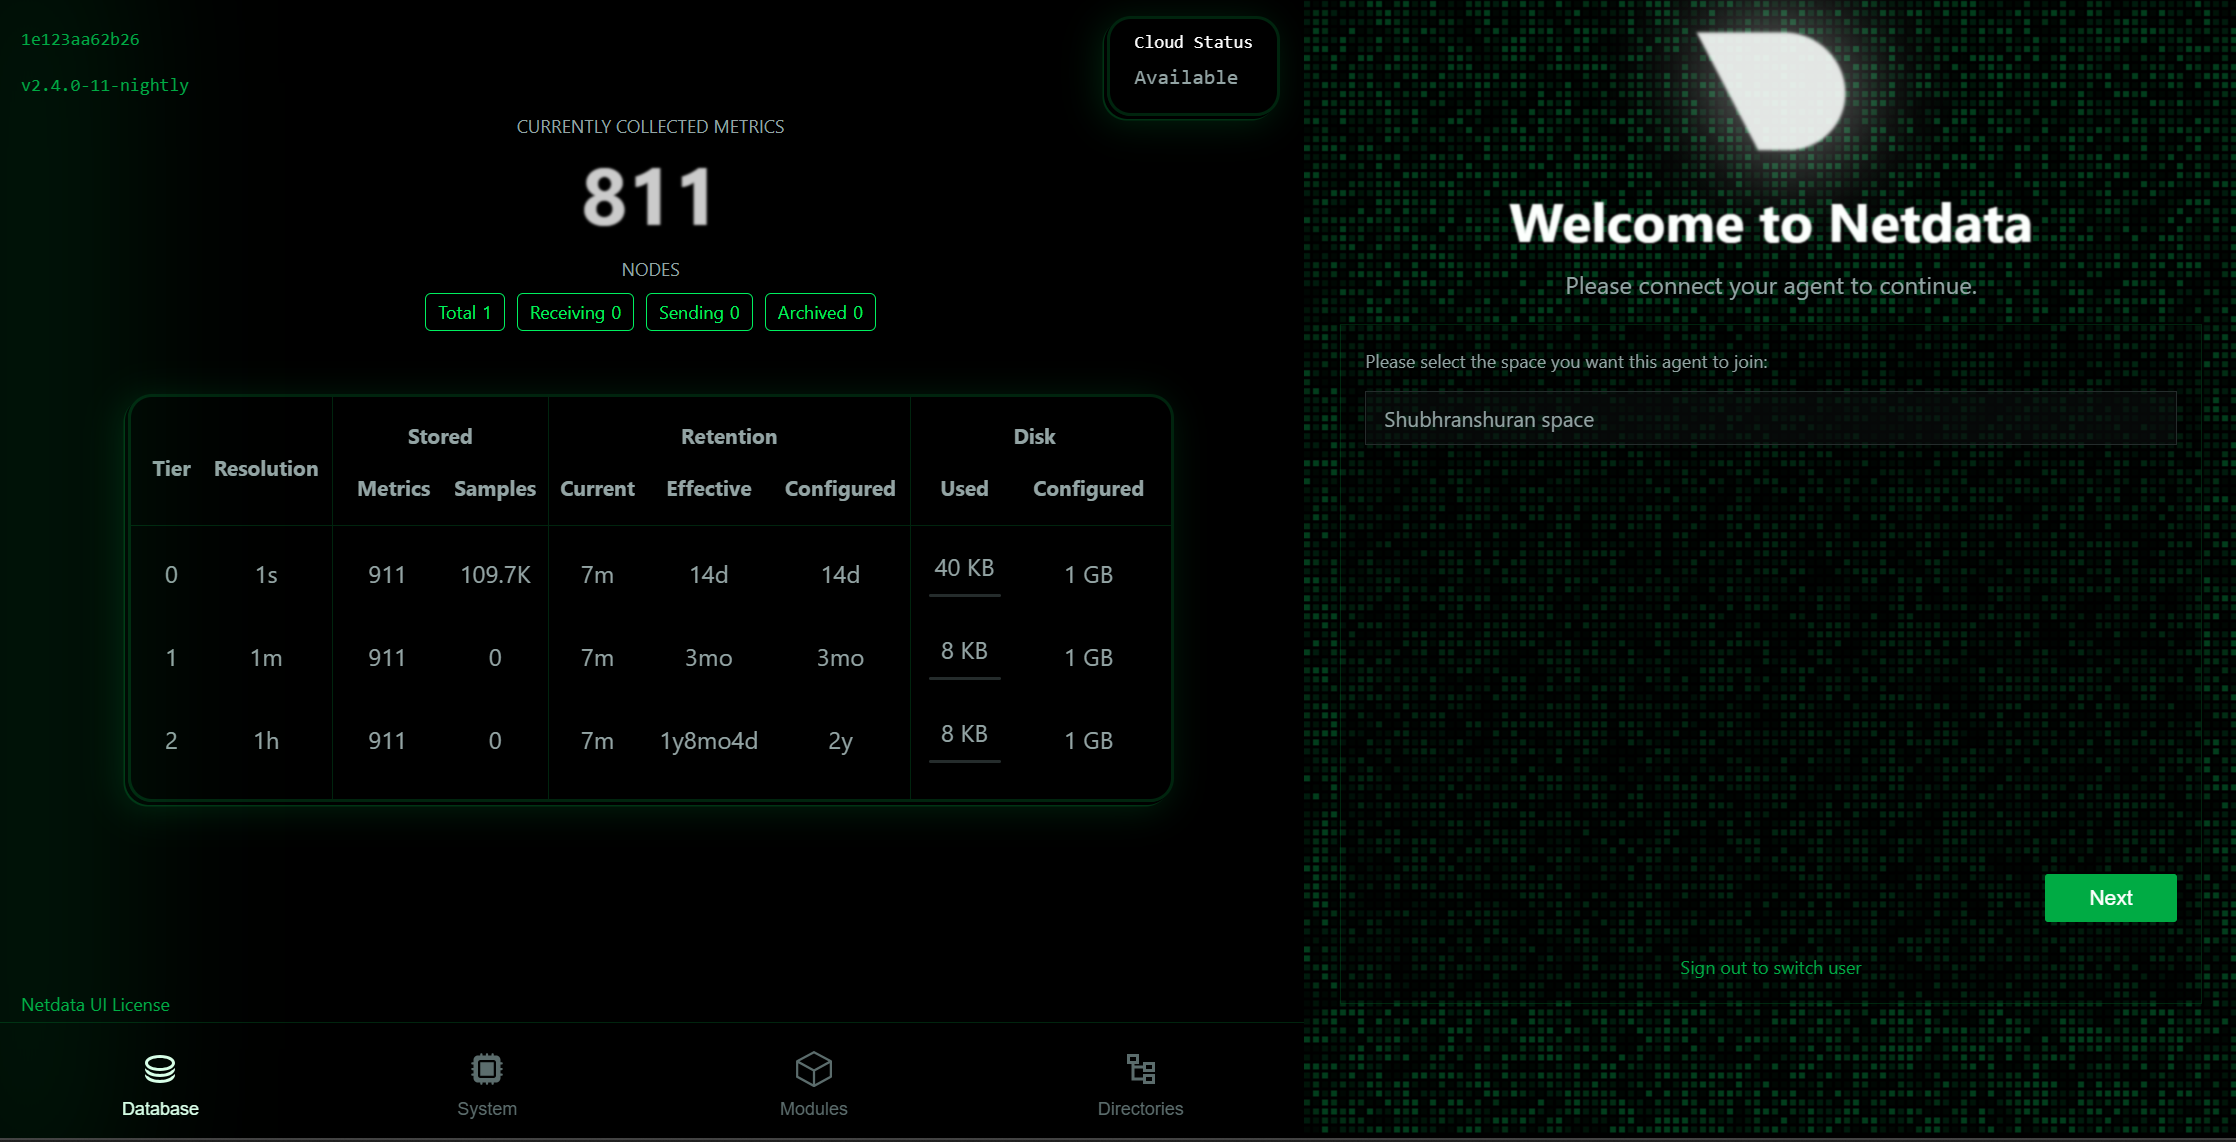 1e123aa62b26
v2.4.0-11-nightly
Cloud Status
Available
CURRENTLY COLLECTED METRICS
811
NODES
Total 1 Receiving 0 Sending 0 Archived 0
Stored Retention Disk
Tier Resolution
Metrics Samples Current Effective Configured Used Configured
0 1s 911 109.7K 7m 14d 14d 40 KB 1 GB
1 1m 911 0 7m 3mo 3mo 8 KB 1 GB
2 1h 911 0 7m 1y8mo4d 2y 8 KB 1 GB
Netdata UI License
Database System Modules Directories
Welcome to Netdata
Please connect your agent to continue.
Please select the space you want this agent to join:
Shubhranshuran space
Next
Sign out to switch user